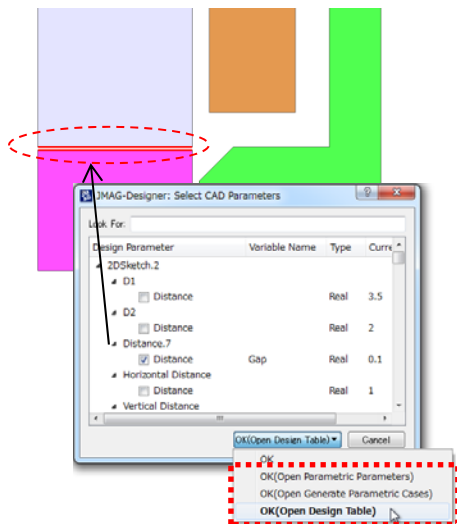 JMAG-Designer: Select CAD Parameters
Look For:
Design Parameter Variable Name Type Curre
2DSketch.2
D1
Distance Real 3.5
D2
Distance Real 2
Distance.7
Distance Gap Real 0.1
Horizontal Distance
Distance Real 1
Vertical Distance
OK(Open Design Table) Cancel
OK
OK(Open Parametric Parameters)
OK(Open Generate Parametric Cases)
OK(Open Design Table)